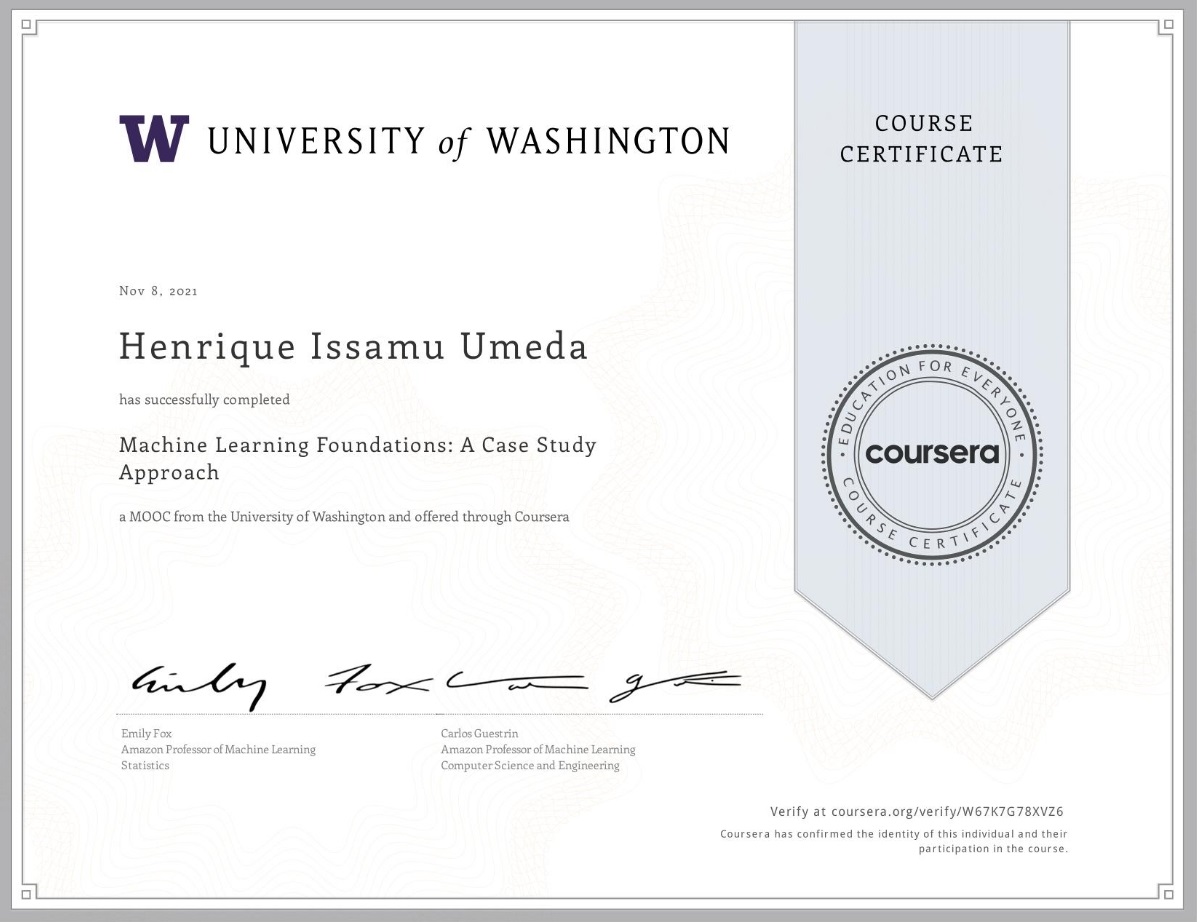 W UNIVERSITY of WASHINGTON
COURSE
CERTIFICATE
Nov 8, 2021
Henrique Issamu Umeda
has successfully completed
Machine Learning Foundations: A Case Study
Approach
a MOOC from the University of Washington and offered through Coursera
EDUCATION FOR EVERYONE
coursera
COURSE CERTIFICATE
Emily Fox
Emily Fox
Amazon Professor of Machine Learning
Statistics
Carlos Guestrin
Amazon Professor of Machine Learning
Computer Science and Engineering
Verify at coursera.org/verify/W67K7G78XVZ6
Coursera has confirmed the identity of this individual and their
participation in the course.